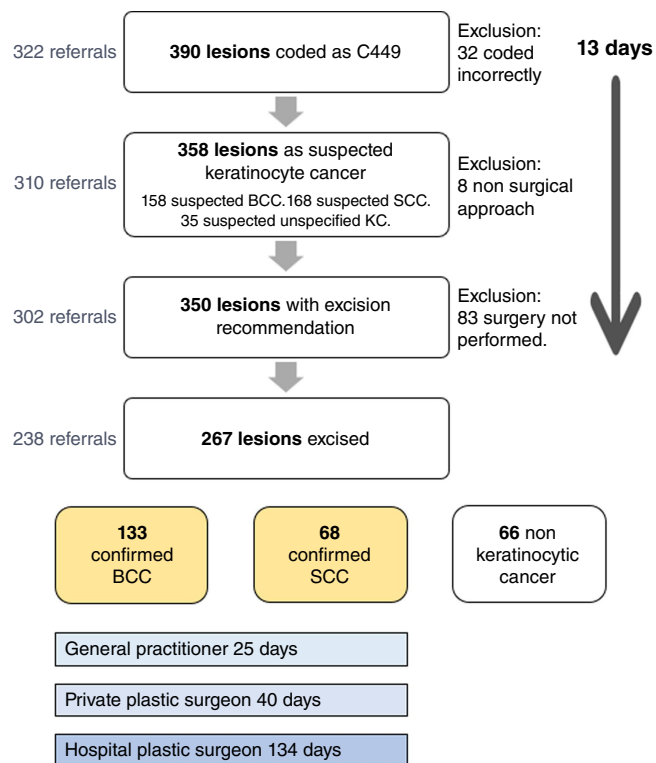 322 referrals
390 lesions coded as C449
Exclusion:
32 coded
incorrectly
13 days
310 referrals
358 lesions as suspected
keratinocyte cancer
158 suspected BCC.168 suspected SCC.
35 suspected unspecified KC.
Exclusion:
8 non surgical
approach
302 referrals
350 lesions with excision
recommendation
Exclusion:
83 surgery not
performed.
238 referrals
267 lesions excised
133
confirmed
BCC
68
confirmed
SCC
66 non
keratinocytic
cancer
General practitioner 25 days
Private plastic surgeon 40 days
Hospital plastic surgeon 134 days